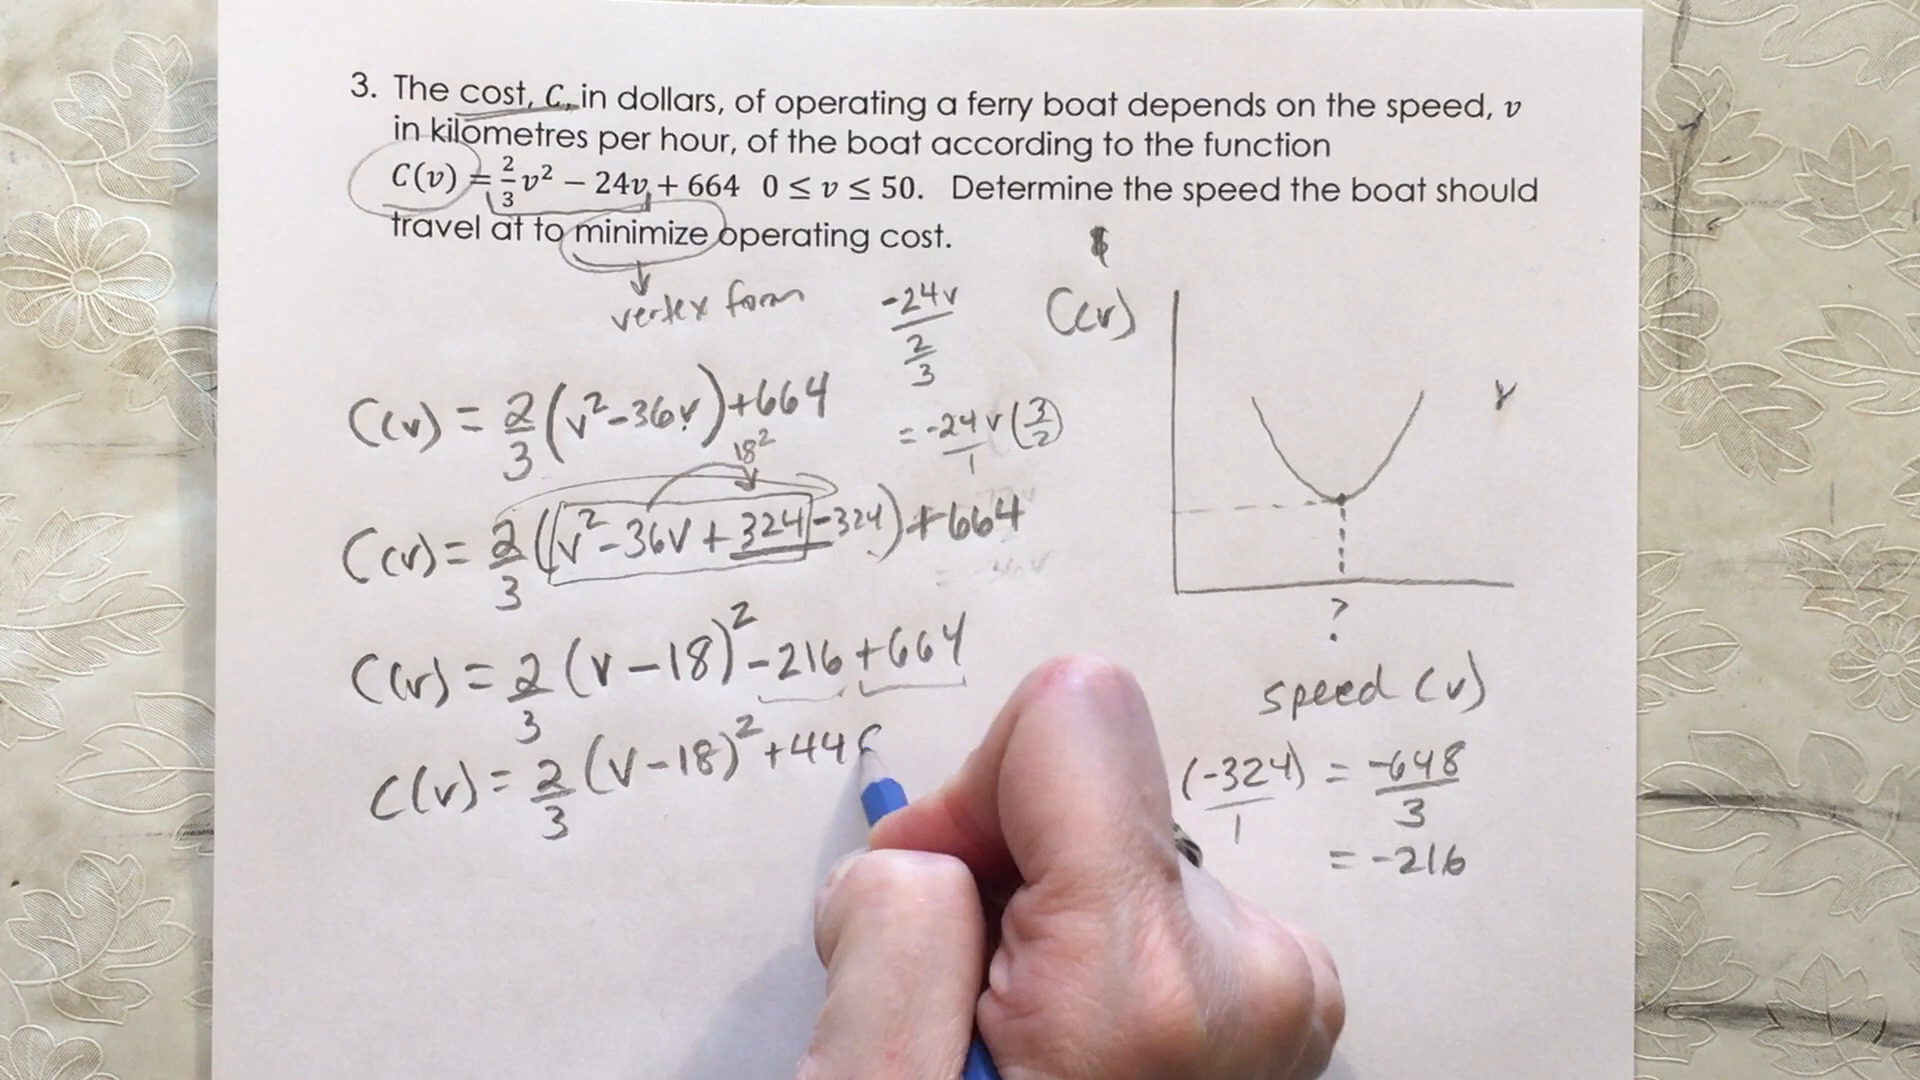 3. The cost, C, in dollars, of operating a ferry boat depends on the speed, v
in kilometres per hour, of the boat according to the function
C(v) = 2/3 v² − 24v + 664  0 ≤ v ≤ 50.  Determine the speed the boat should
travel at to minimize operating cost.
$
vertex form
-24v
2/3
= -24v/1 (3/2)
C(v)
v
C(v) = 2/3 (v² - 36v) + 664
18²
C(v) = 2/3 (v² - 36v + 324 - 324) + 664
C(v) = 2/3 (v - 18)² - 216 + 664
C(v) = 2/3 (v - 18)² + 44
?
speed (v)
(-324)/1 = -648/3
= -216